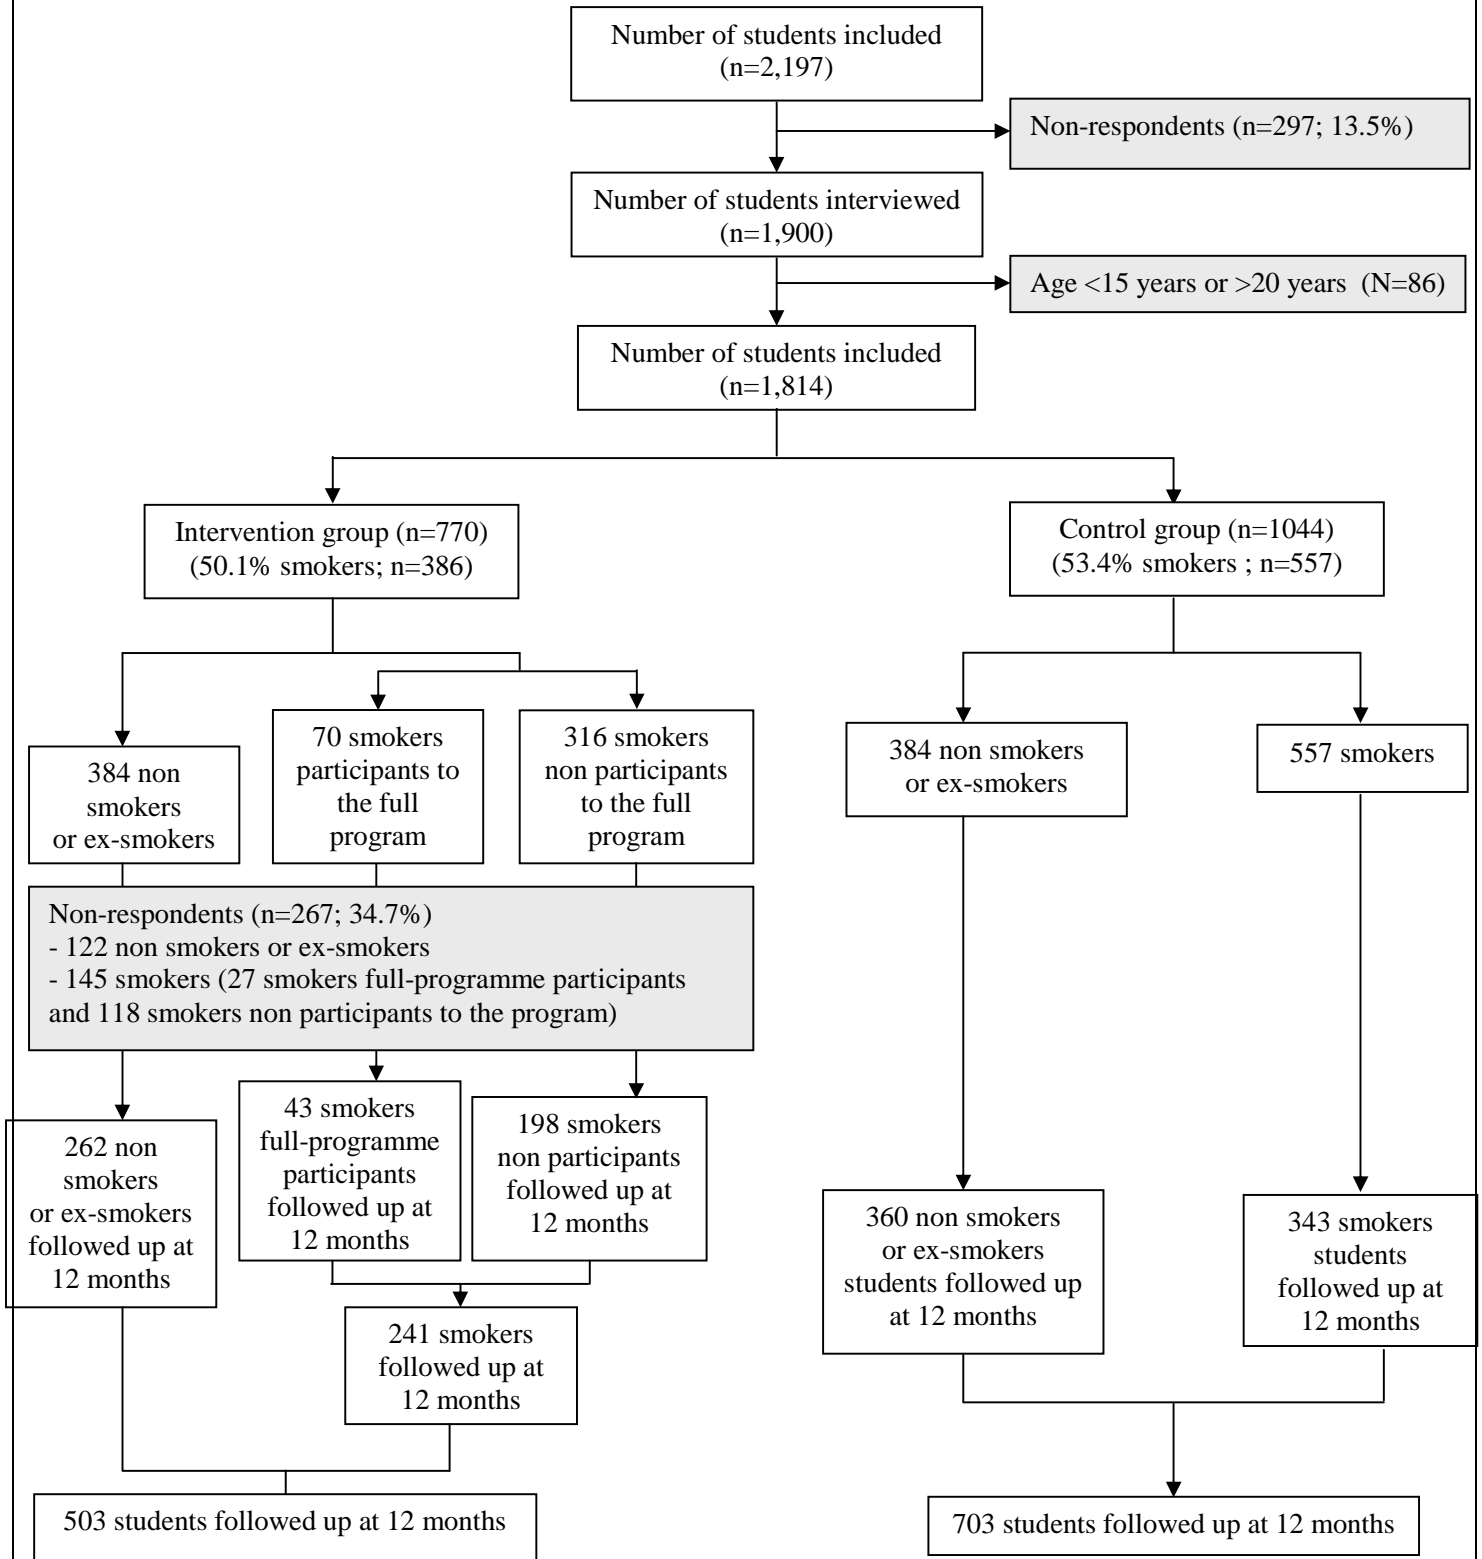 Number of students included
(n=2,197)
Non-respondents (n=297; 13.5%)
Number of students interviewed
(n=1,900)
Age <15 years or >20 years (N=86)
Number of students included
(n=1,814)
Intervention group (n=770)
(50.1% smokers; n=386)
Control group (n=1044)
(53.4% smokers ; n=557)
384 non
smokers
or ex-smokers
70 smokers
participants to
the full
program
316 smokers
non participants
to the full
program
384 non smokers
or ex-smokers
557 smokers
Non-respondents (n=267; 34.7%)
- 122 non smokers or ex-smokers
- 145 smokers (27 smokers full-programme participants
and 118 smokers non participants to the program)
262 non
smokers
or ex-smokers
followed up at
12 months
43 smokers
full-programme
participants
followed up at
12 months
198 smokers
non participants
followed up at
12 months
360 non smokers
or ex-smokers
students followed up
at 12 months
343 smokers
students
followed up at
12 months
241 smokers
followed up at
12 months
503 students followed up at 12 months
703 students followed up at 12 months